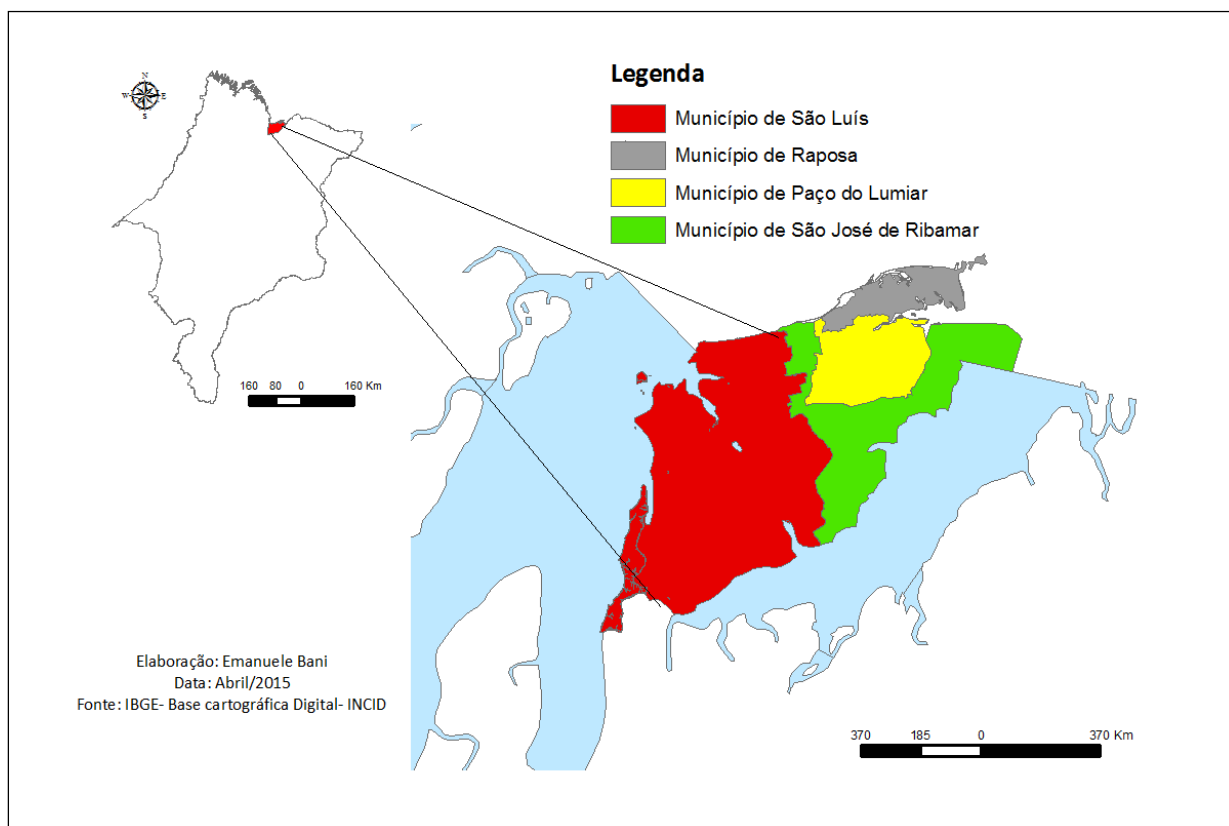 N
W E
S
160 80 0 160 Km
Legenda
Município de São Luís
Município de Raposa
Município de Paço do Lumiar
Município de São José de Ribamar
Elaboração: Emanuele Bani
Data: Abril/2015
Fonte: IBGE- Base cartográfica Digital- INCID
370 185 0 370 Km